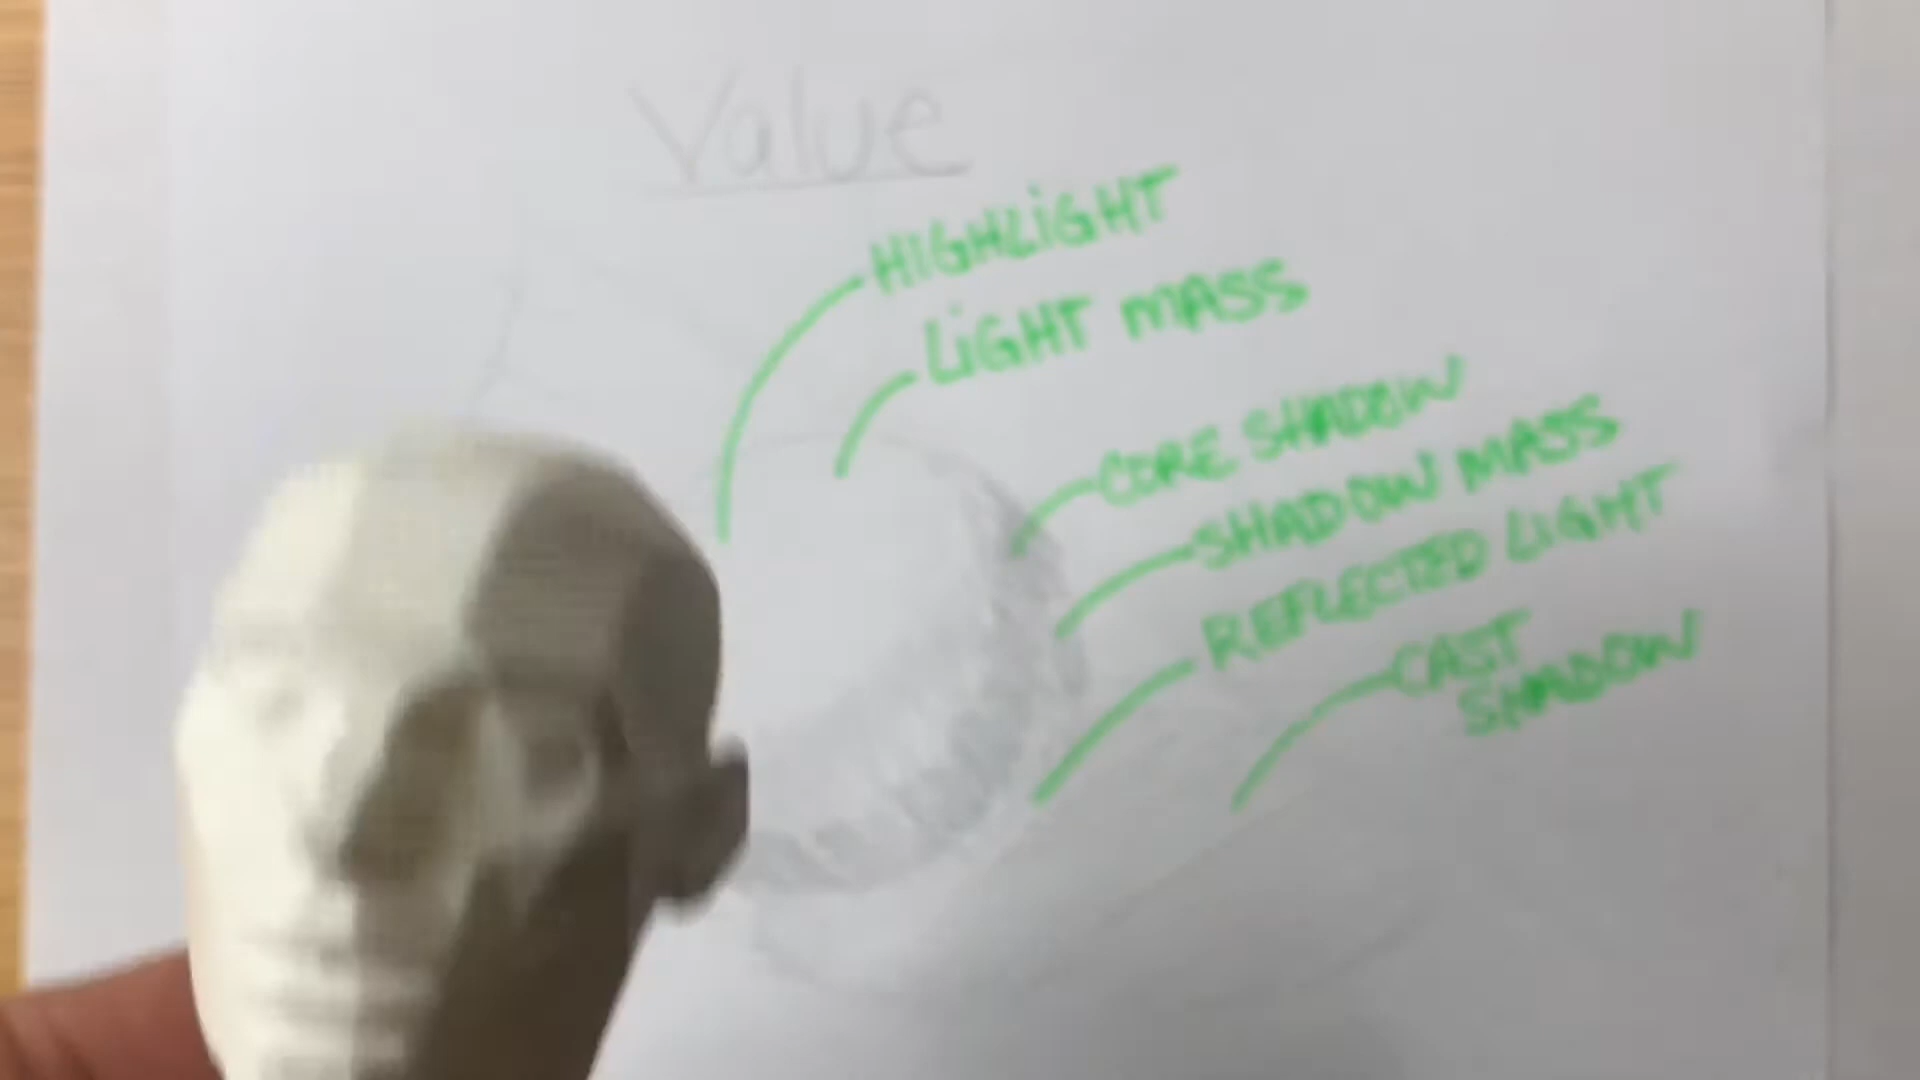 Value
HIGHLIGHT
LIGHT MASS
CORE SHADOW
SHADOW MASS
REFLECTED LIGHT
CAST
SHADOW